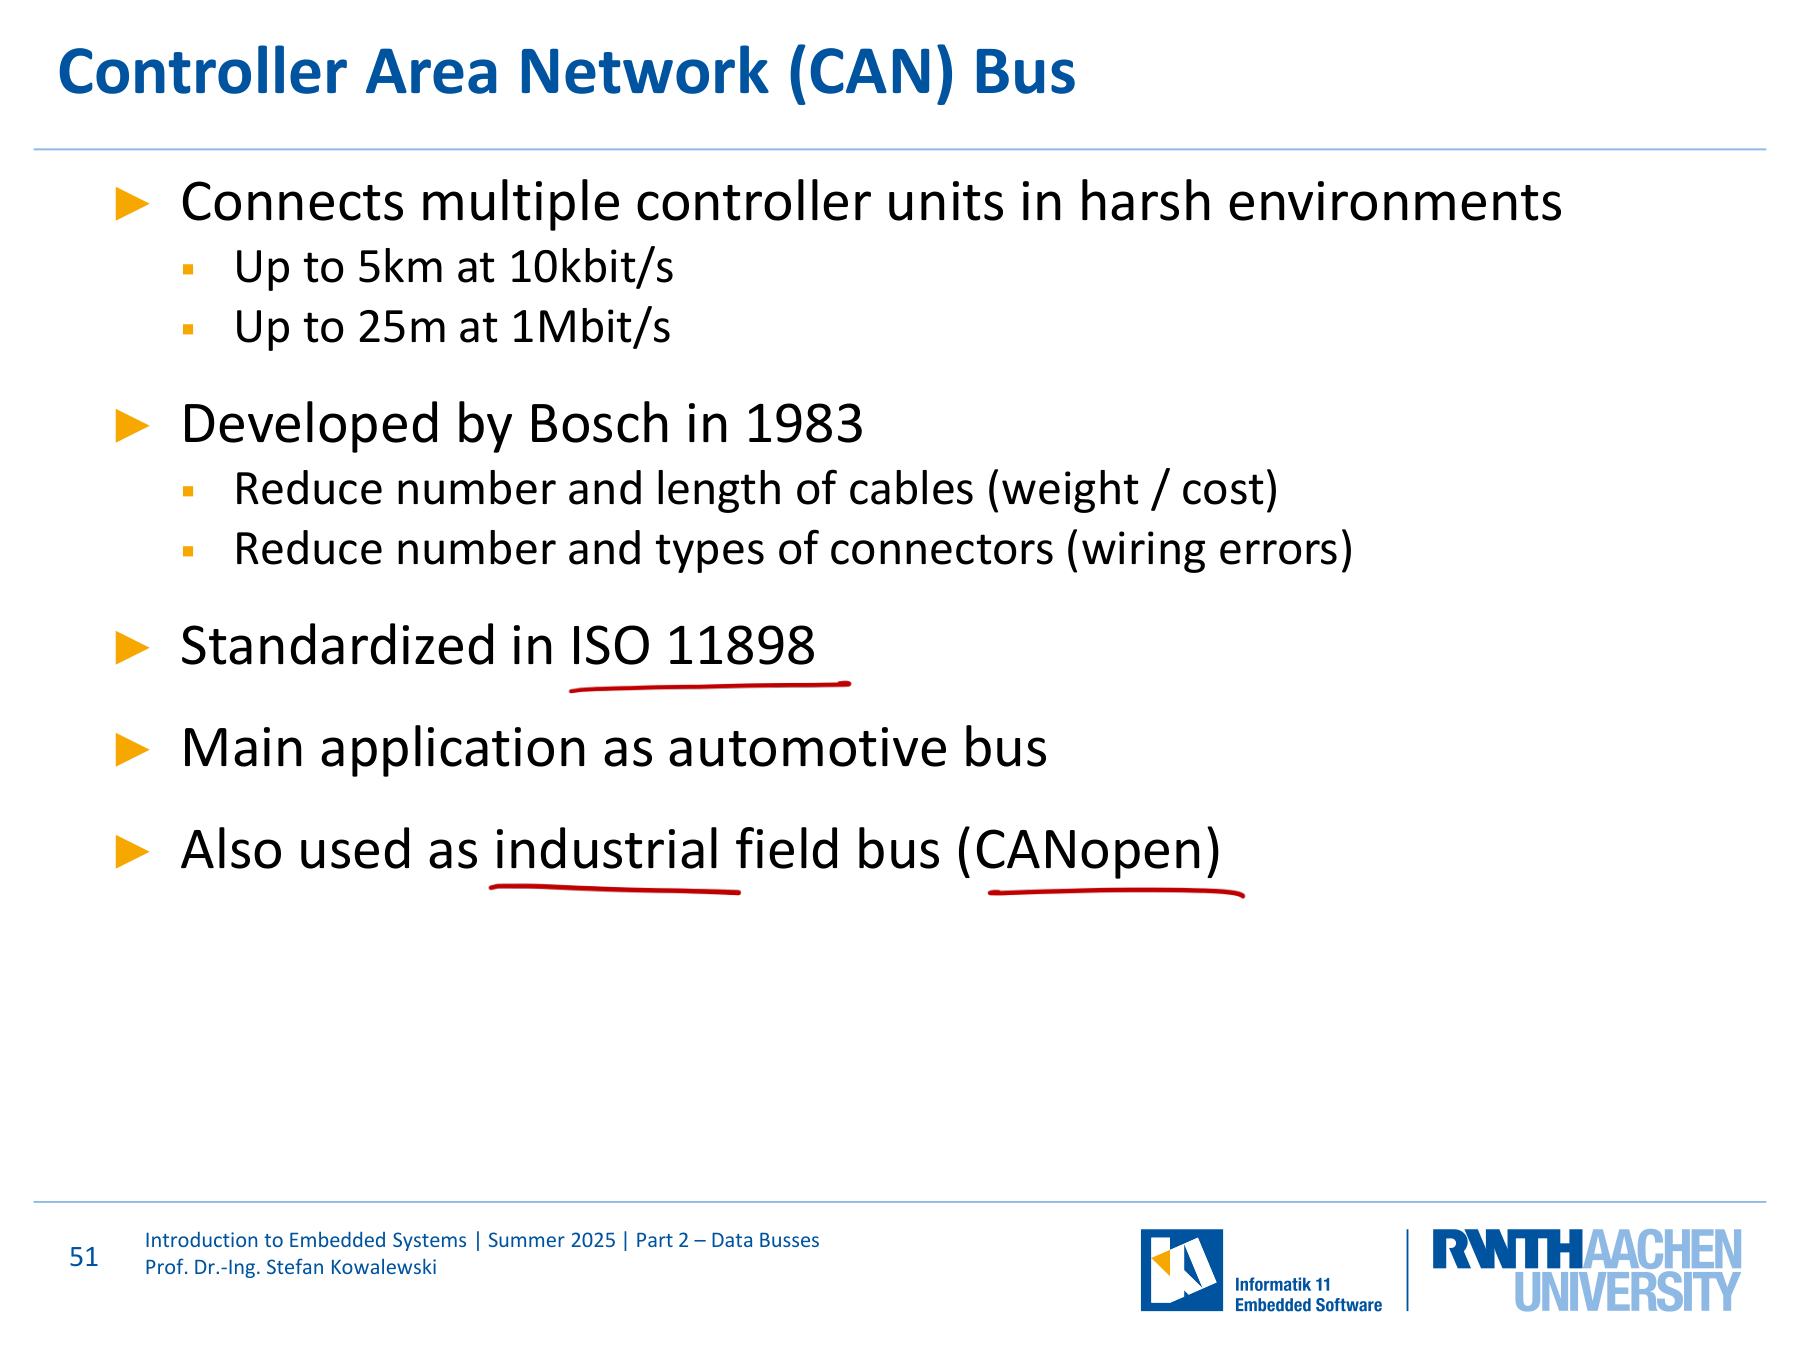 Controller Area Network (CAN) Bus
Connects multiple controller units in harsh environments
Up to 5km at 10kbit/s
Up to 25m at 1Mbit/s
Developed by Bosch in 1983
Reduce number and length of cables (weight / cost)
Reduce number and types of connectors (wiring errors)
Standardized in ISO 11898
Main application as automotive bus
Also used as industrial field bus (CANopen)
51
Introduction to Embedded Systems | Summer 2025 | Part 2 – Data Busses
Prof. Dr.-Ing. Stefan Kowalewski
Informatik 11
Embedded Software
RWTH AACHEN
UNIVERSITY